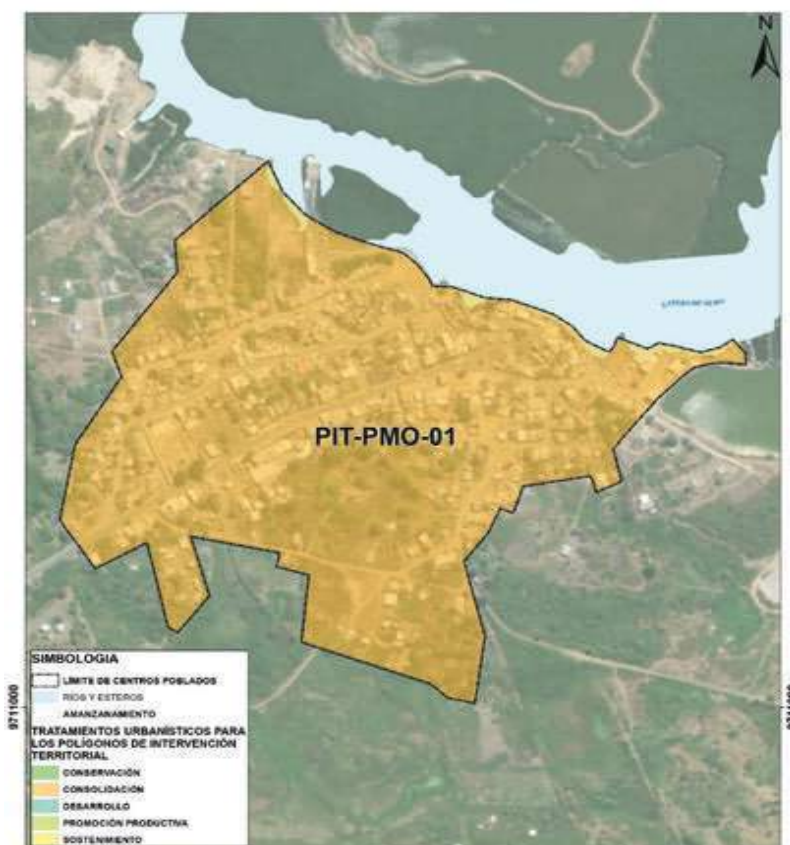 N
PIT-PMO-01
9711000
9711000
SIMBOLOGIA
LÍMITE DE CENTROS POBLADOS
RÍOS Y ESTEROS
AMANZANAMIENTO
TRATAMIENTOS URBANÍSTICOS PARA
LOS POLÍGONOS DE INTERVENCIÓN
TERRITORIAL
CONSERVACIÓN
CONSOLIDACIÓN
DESARROLLO
PROMOCIÓN PRODUCTIVA
SOSTENIMIENTO